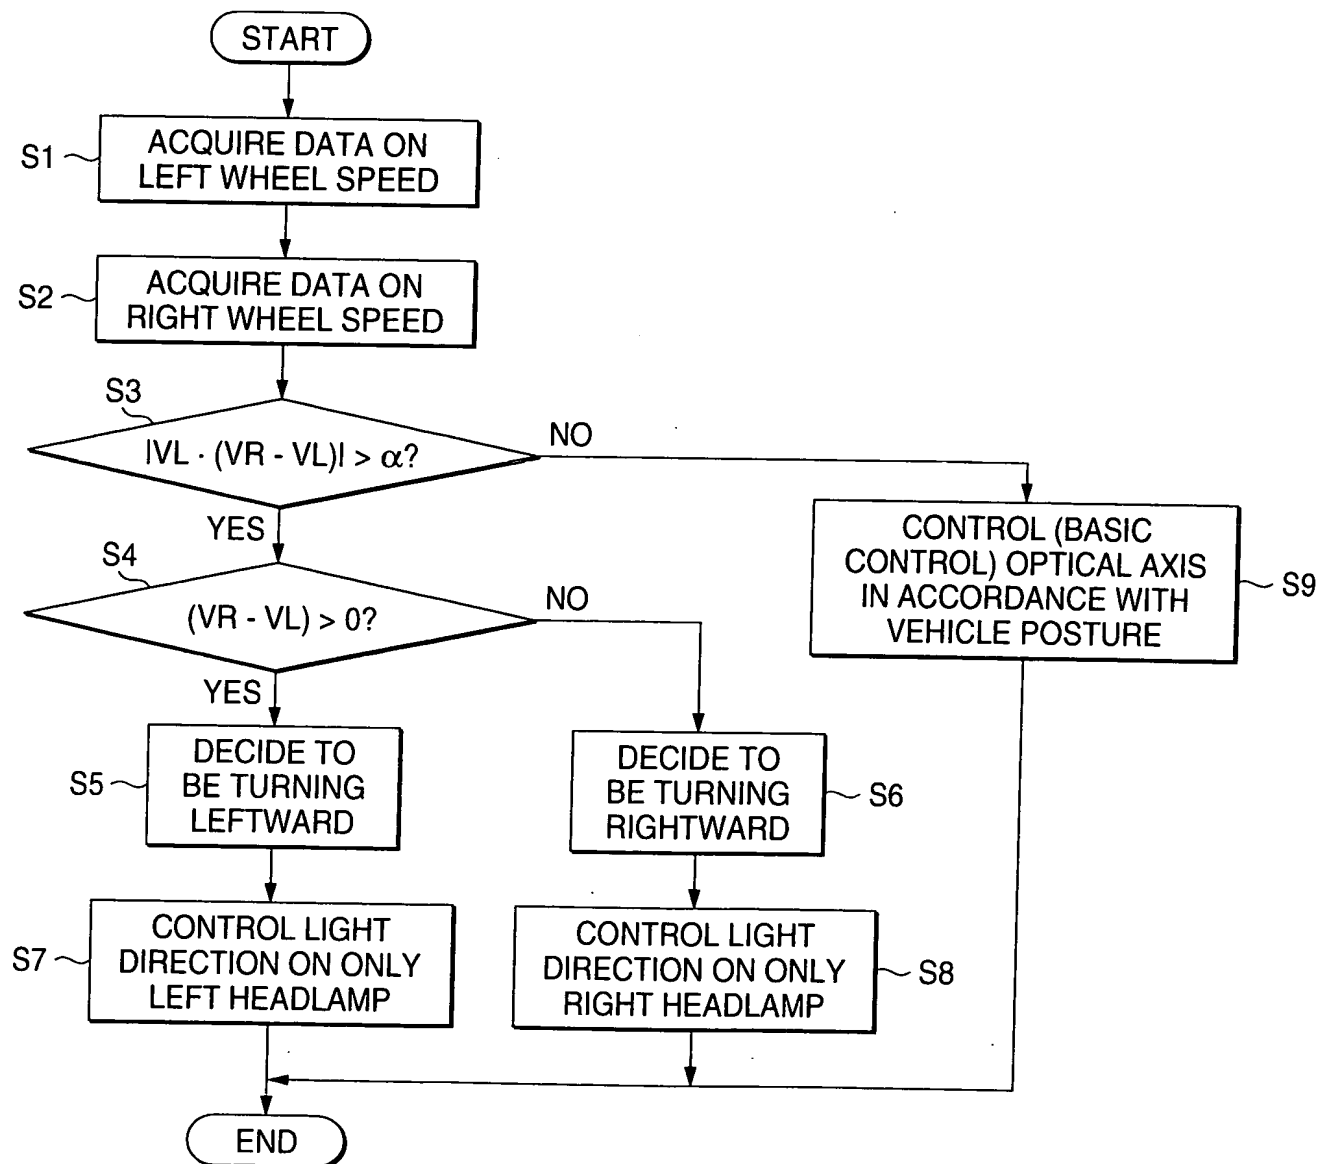 START
S1
ACQUIRE DATA ON
LEFT WHEEL SPEED
S2
ACQUIRE DATA ON
RIGHT WHEEL SPEED
S3
|VL · (VR - VL)| > α?
NO
YES
S4
(VR - VL) > 0?
NO
YES
CONTROL (BASIC
CONTROL) OPTICAL AXIS
IN ACCORDANCE WITH
VEHICLE POSTURE
S9
S5
DECIDE TO
BE TURNING
LEFTWARD
DECIDE TO
BE TURNING
RIGHTWARD
S6
S7
CONTROL LIGHT
DIRECTION ON ONLY
LEFT HEADLAMP
CONTROL LIGHT
DIRECTION ON ONLY
RIGHT HEADLAMP
S8
END